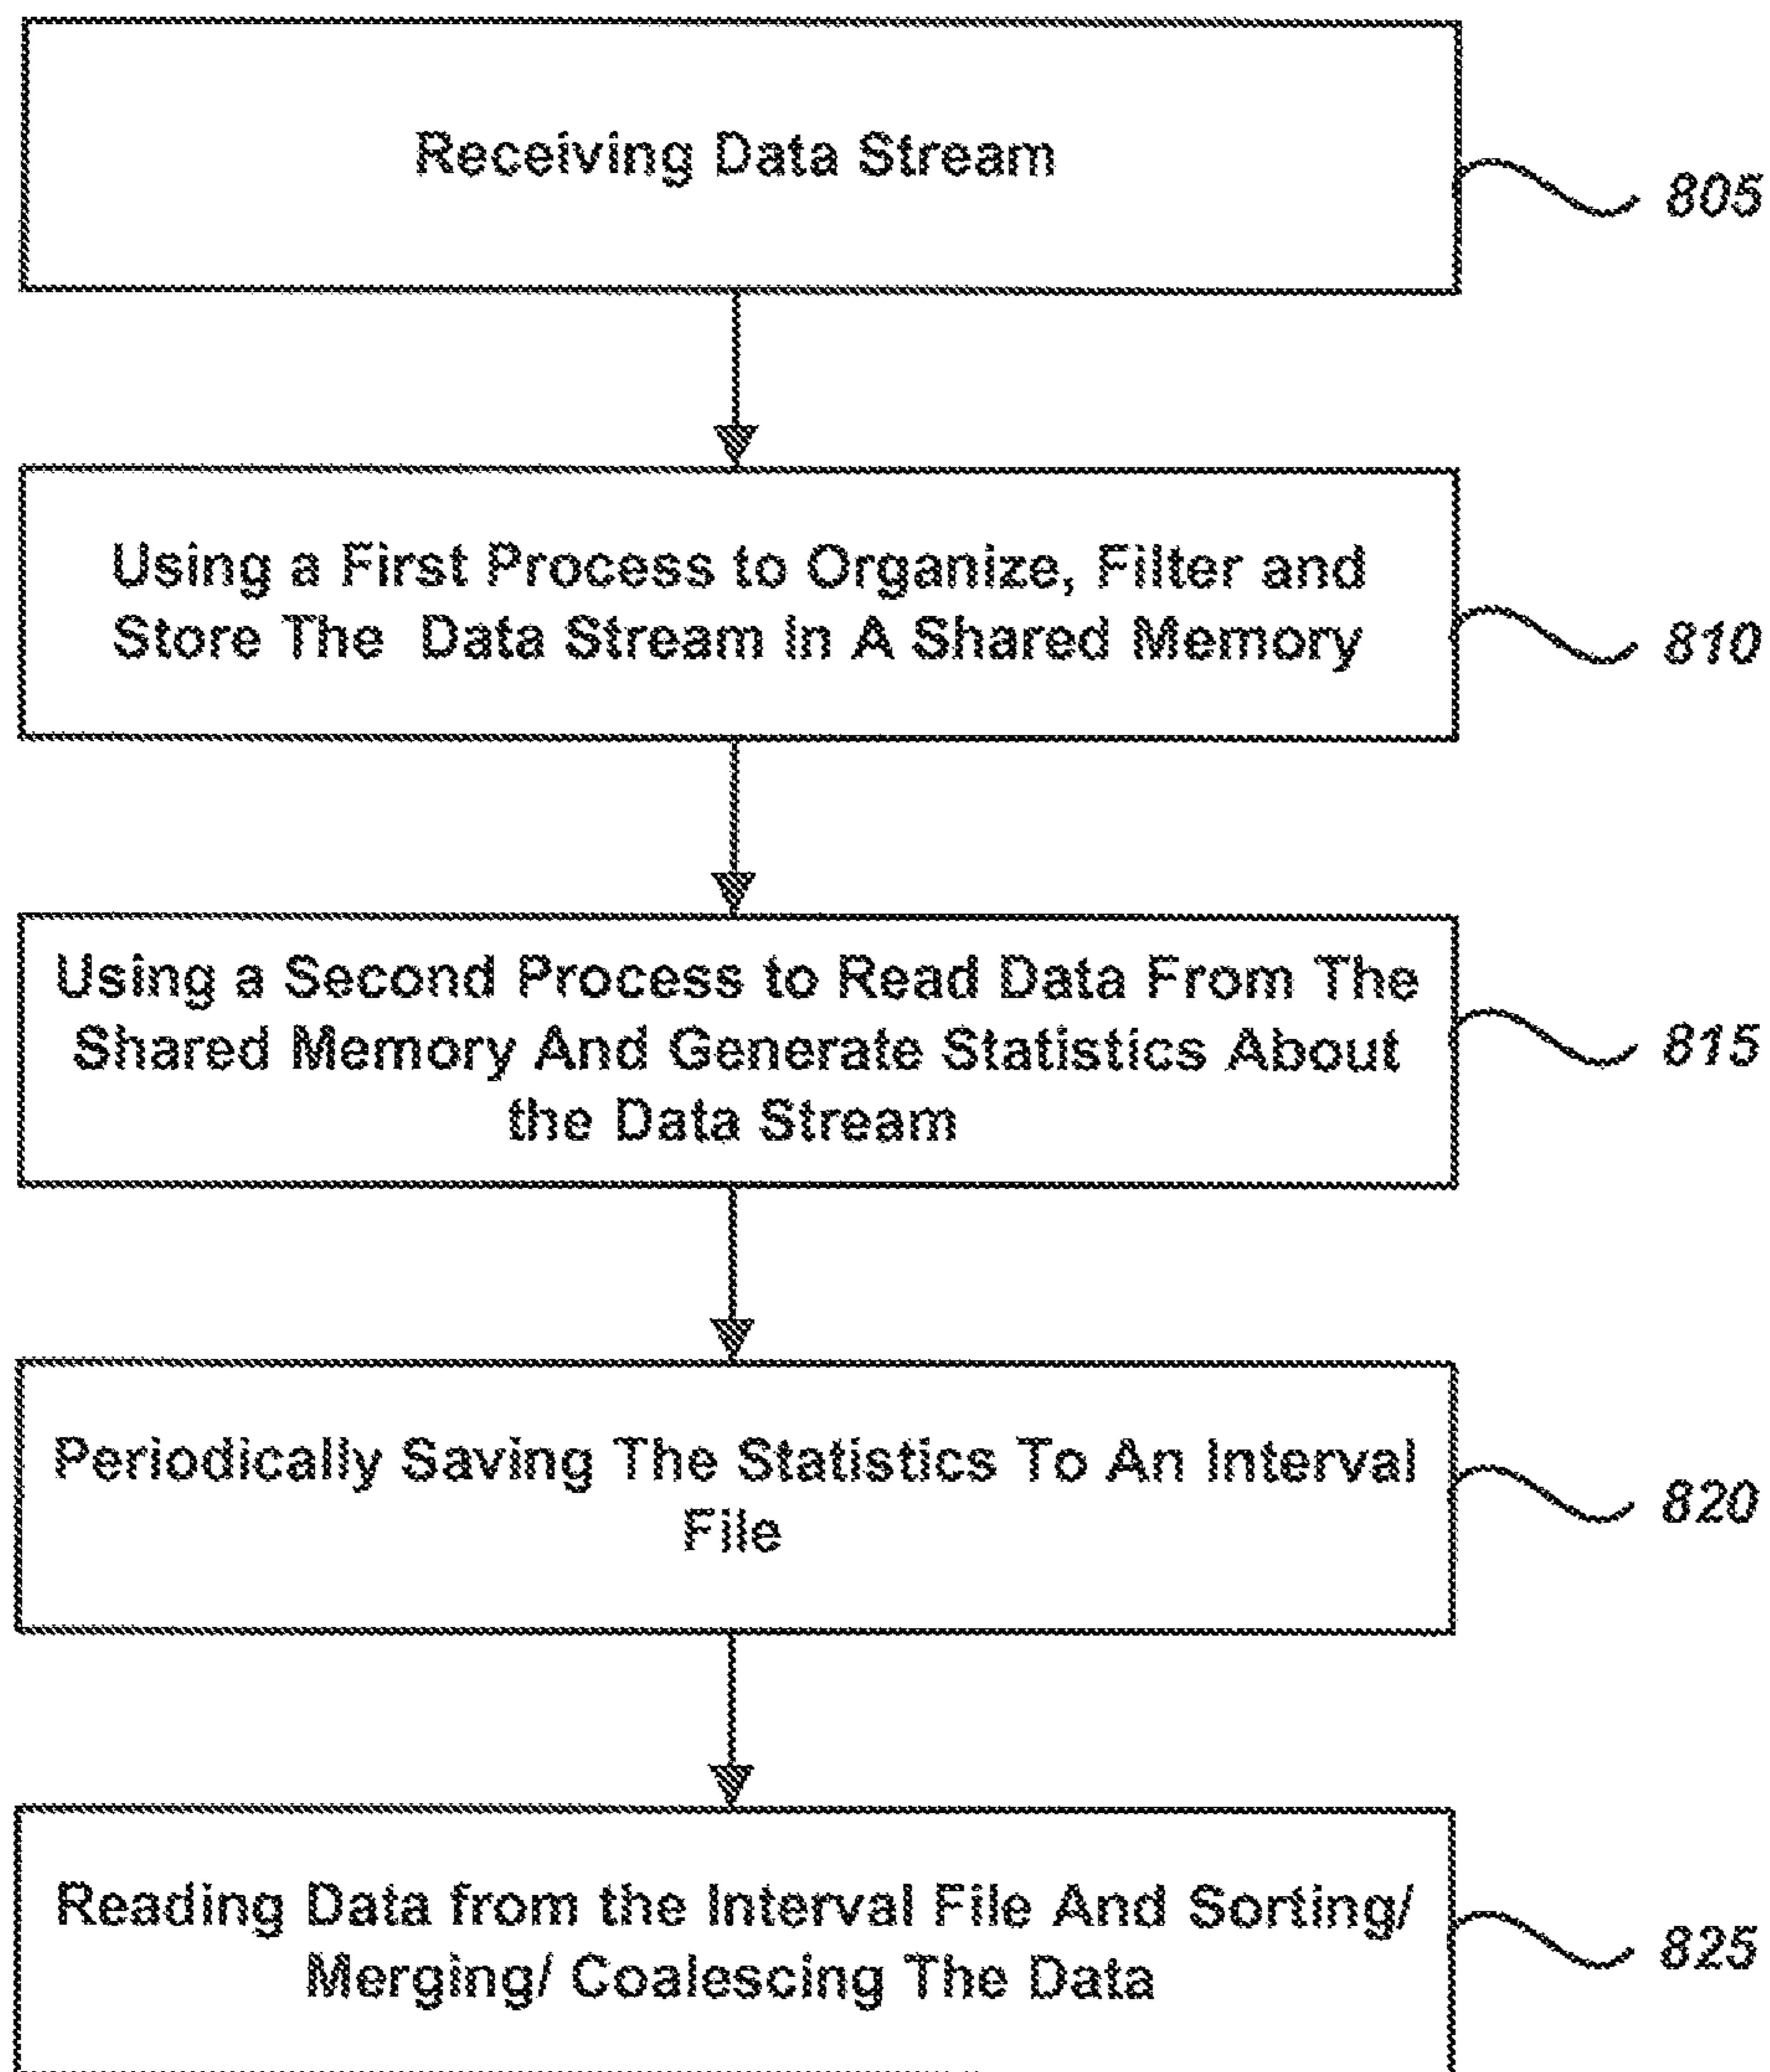 Receiving Data Stream
805
Using a First Process to Organize, Filter and
Store The Data Stream In A Shared Memory
810
Using a Second Process to Read Data From The
Shared Memory And Generate Statistics About
the Data Stream
815
Periodically Saving The Statistics To An Interval
File
820
Reading Data from the Interval File And Sorting/
Merging/ Coalescing The Data
825